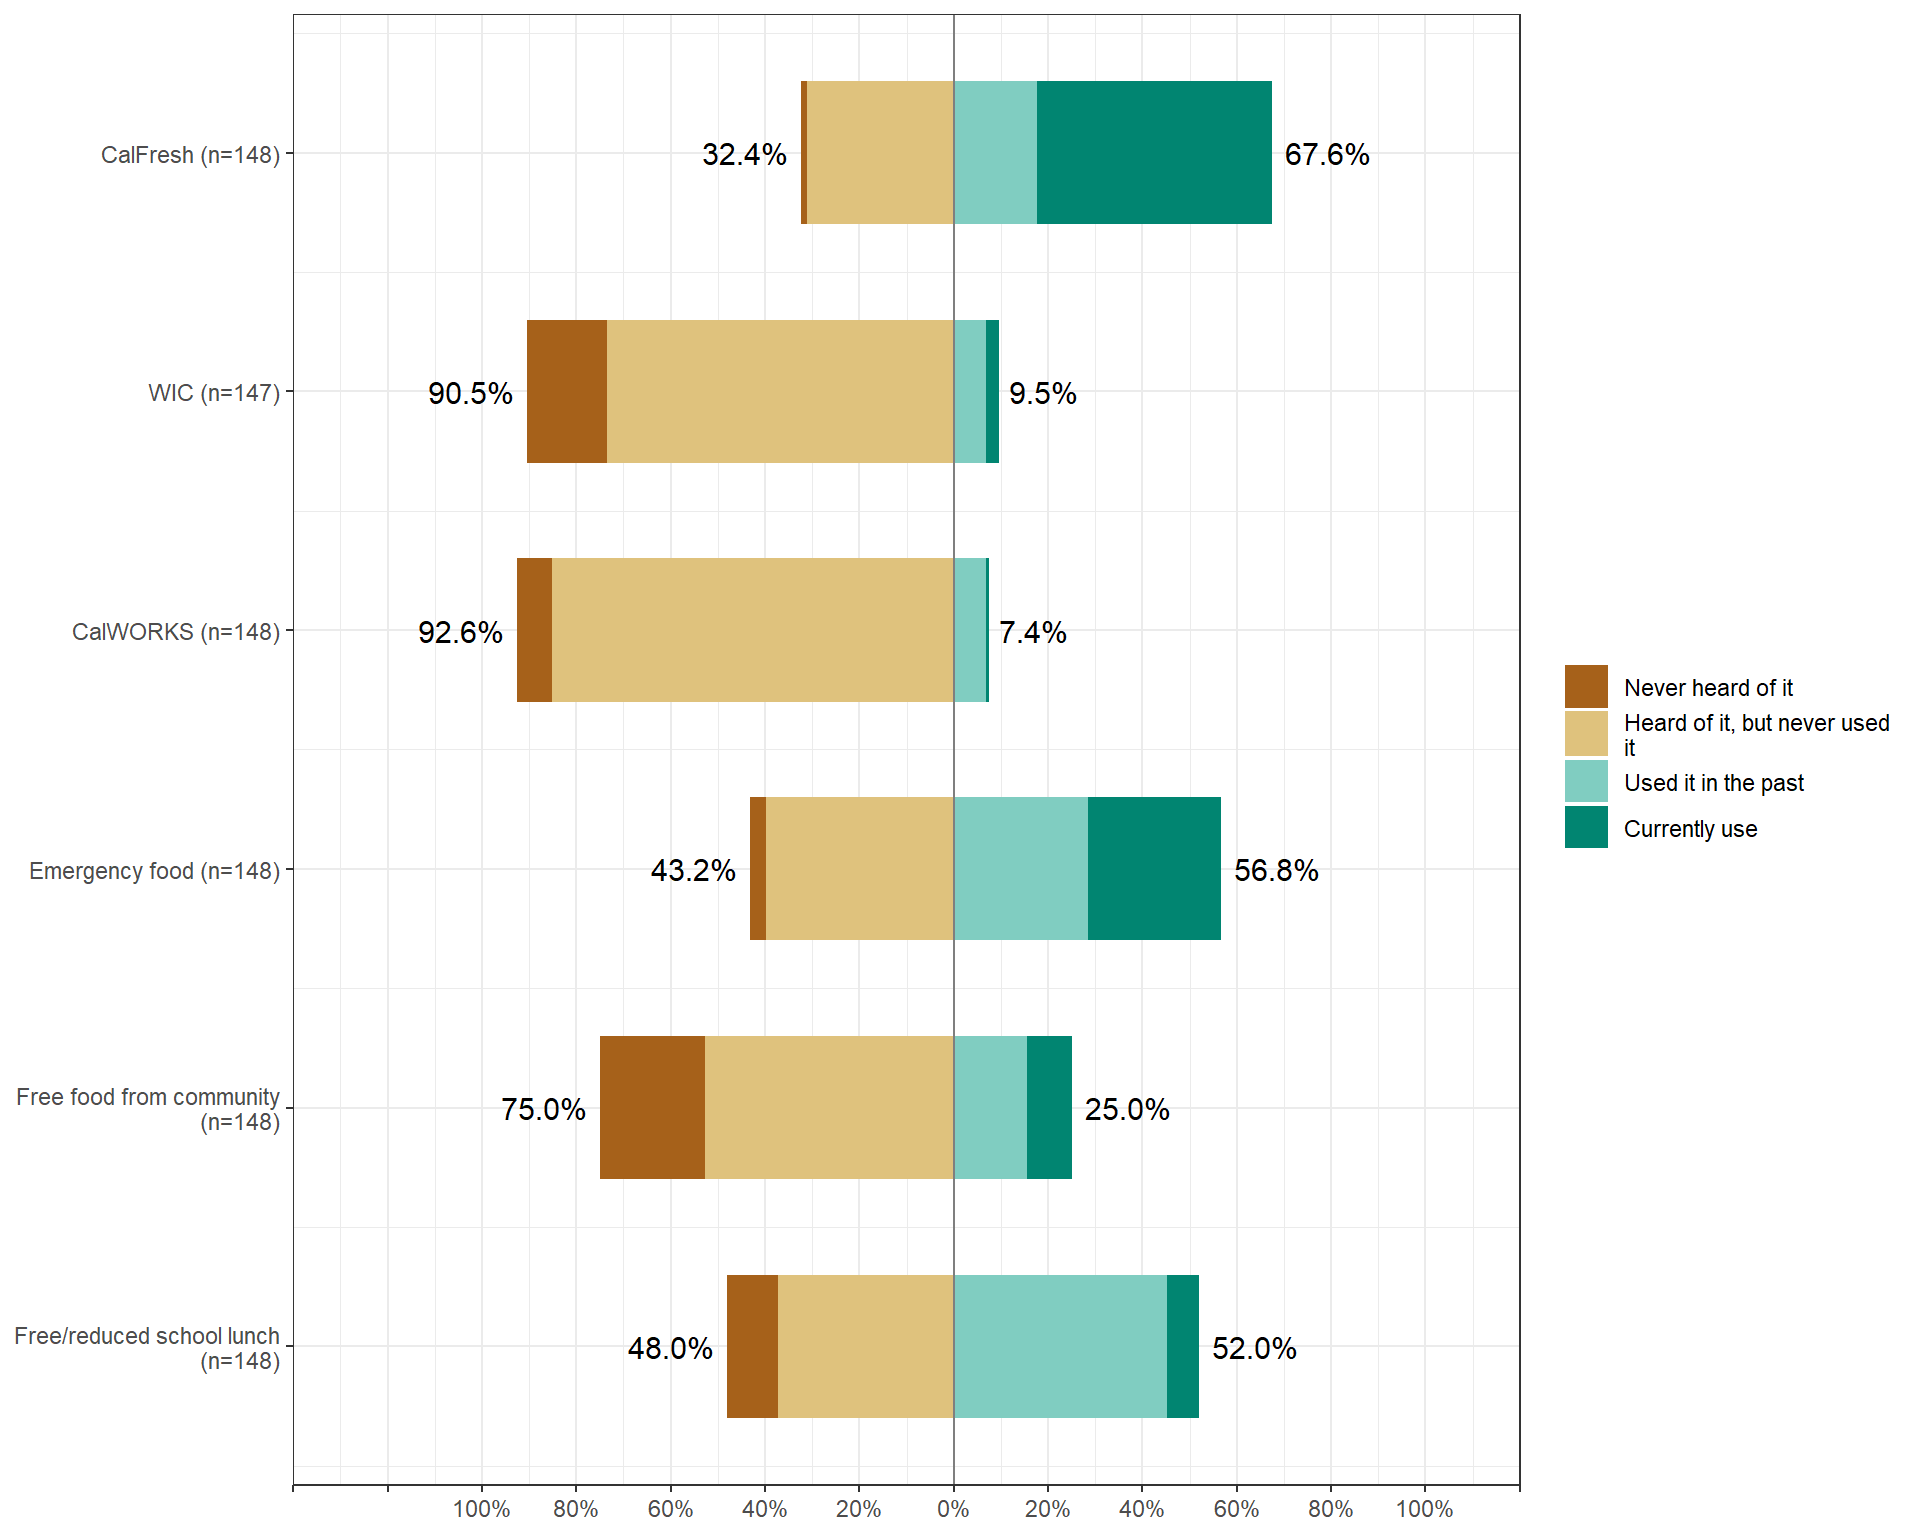 CalFresh (n=148)
32.4%
67.6%
WIC (n=147)
90.5%
9.5%
CalWORKS (n=148)
92.6%
7.4%
Emergency food (n=148)
43.2%
56.8%
Free food from community
(n=148)
75.0%
25.0%
Free/reduced school lunch
(n=148)
48.0%
52.0%
100% 80% 60% 40% 20% 0% 20% 40% 60% 80% 100%
Never heard of it
Heard of it, but never used
it
Used it in the past
Currently use